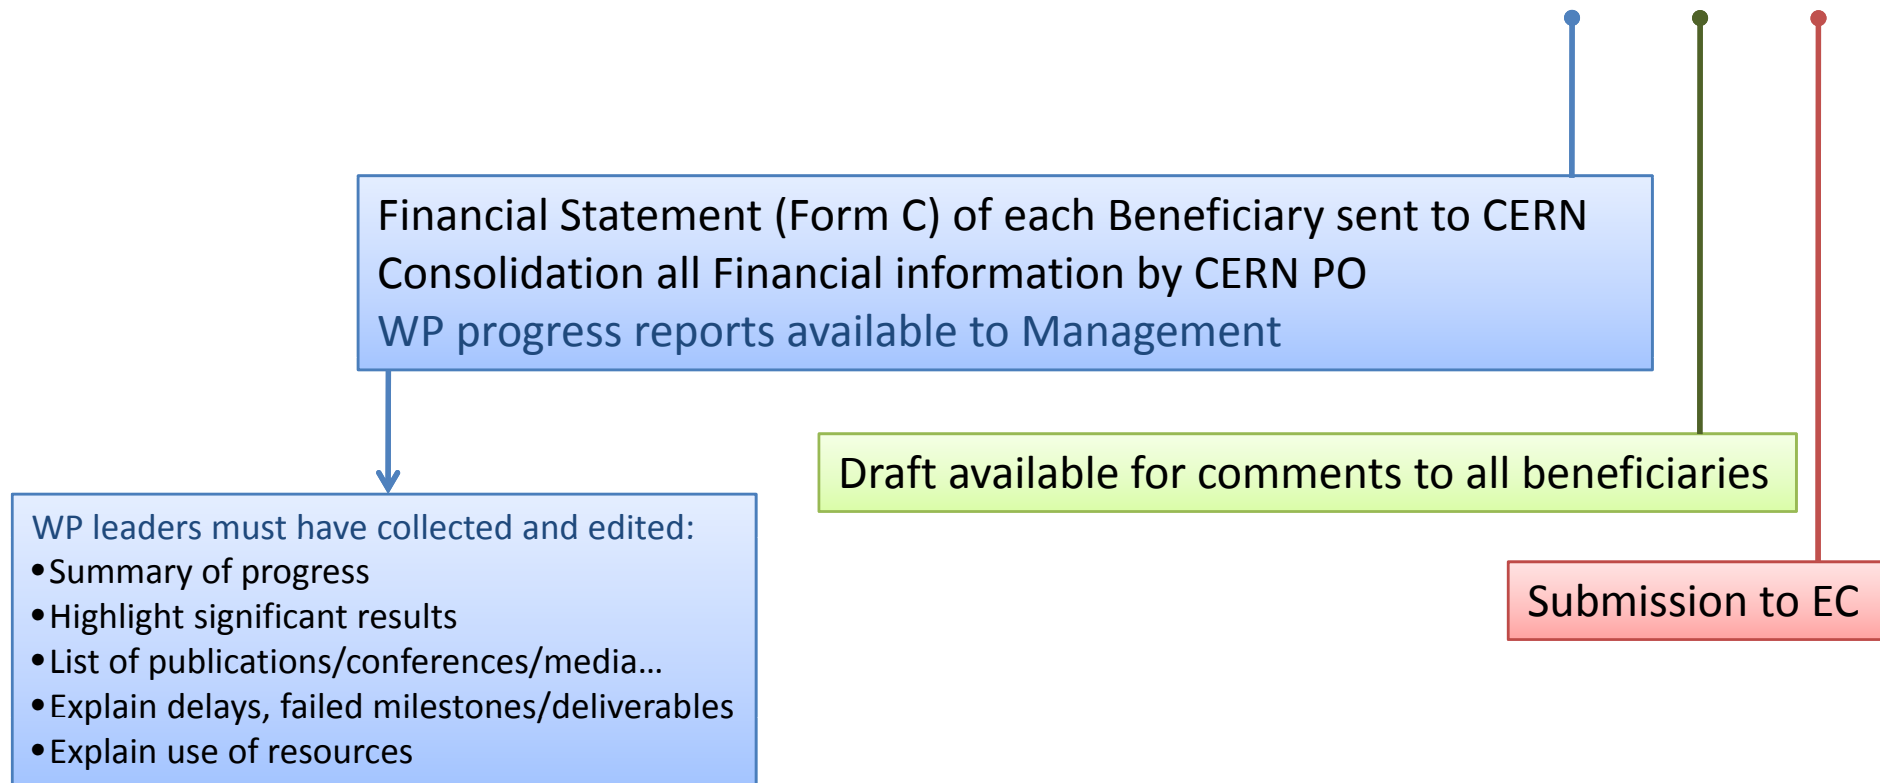 Financial Statement (Form C) of each Beneficiary sent to CERN
Consolidation all Financial information by CERN PO
WP progress reports available to Management
Draft available for comments to all beneficiaries
Submission to EC
WP leaders must have collected and edited:
•Summary of progress
•Highlight significant results
•List of publications/conferences/media…
•Explain delays, failed milestones/deliverables
•Explain use of resources